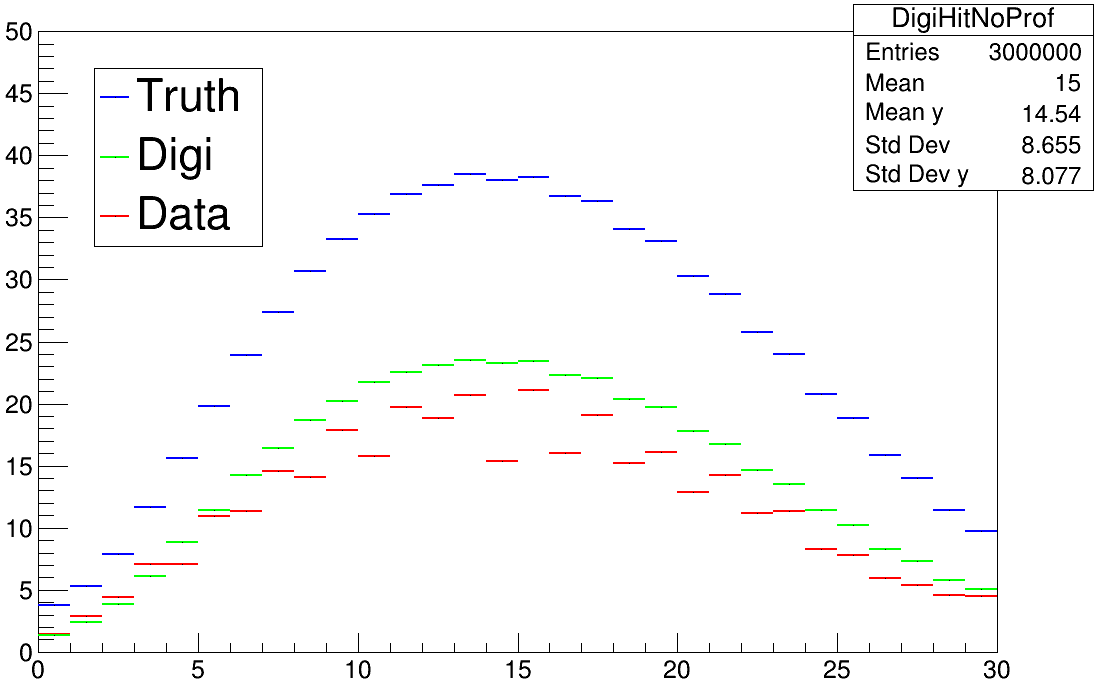 DigiHitNoProf
Entries 3000000
Mean 15
Mean y 14.54
Std Dev 8.655
Std Dev y 8.077
Truth
Digi
Data
50
45
40
35
30
25
20
15
10
5
0
0 5 10 15 20 25 30